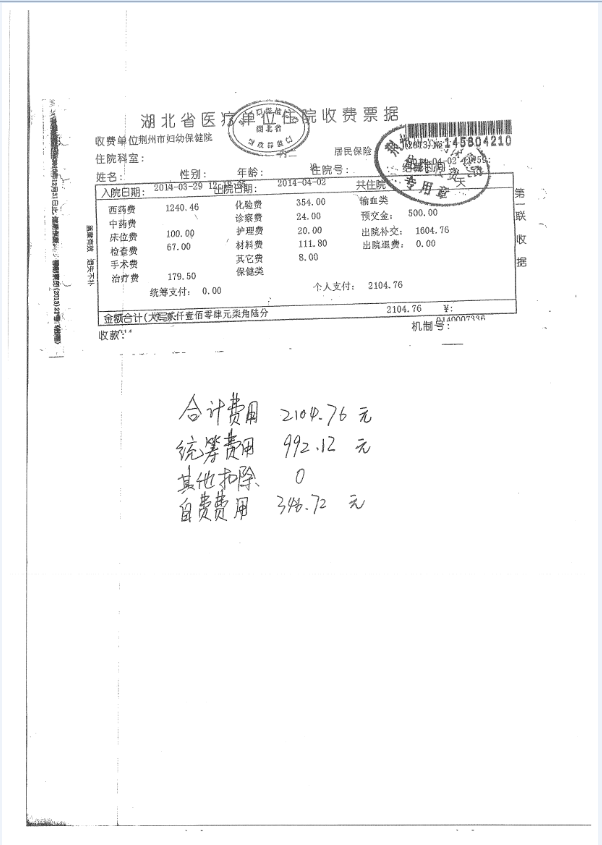 湖北省医疗单位住院收费票据
收费单位荆州市妇幼保健院
湖北省
居民保险
145804210
住院科室:
姓名: 性别: 年龄: 住院号:
入院日期: 2014-03-29 出院日期: 2014-04-02 共住院 天
西药费 1240.46 化验费 354.00 输血类
中药费 诊察费 24.00 预交金: 500.00
床位费 100.00 护理费 20.00 出院补交: 1604.76
检查费 67.00 材料费 111.80 出院退费: 0.00
手术费 其它费 8.00
治疗费 179.50 保健类
统筹支付: 0.00 个人支付: 2104.76
金额合计(大写 贰仟壹佰零肆元柒角陆分 2104.76 ¥:
收款: 机制号:
第二联 收据
遗失不补
专用章
合计费用 2104.76 元
统筹费用 992.12 元
其他扣除 0
自费费用 348.72 元